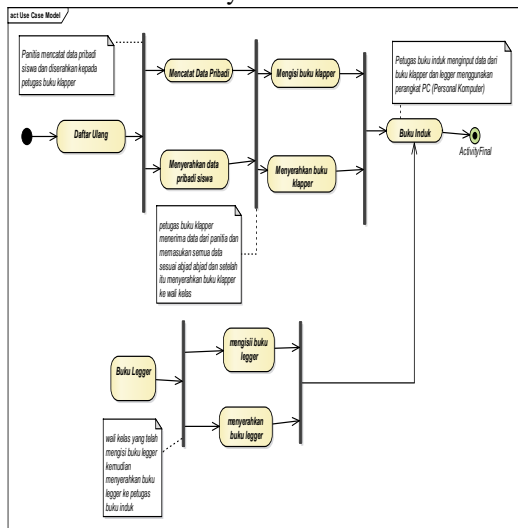 act Use Case Model
Panitia mencatat data pribadi
siswa dan diserahkan kepada
petugas buku klapper
Mencatat Data Pribadi
Mengisi buku klapper
Petugas buku induk menginput data dari
buku klapper dan legger menggunakan
perangkat PC (Personal Komputer)
Daftar Ulang
Buku Induk
ActivityFinal
Menyerahkan data
pribadi siswa
Menyerahkan buku
klapper
petugas buku klapper
menerima data dari panitia dan
memasukan semua data
sesuai abjad abjad dan setelah
itu menyerahkan buku klapper
ke wali kelas
Buku Legger
mengisii buku
legger
menyerahkan
buku legger
wali kelas yang telah
mengisi buku legger
kemudian
menyerahkan buku
legger ke petugas
buku induk